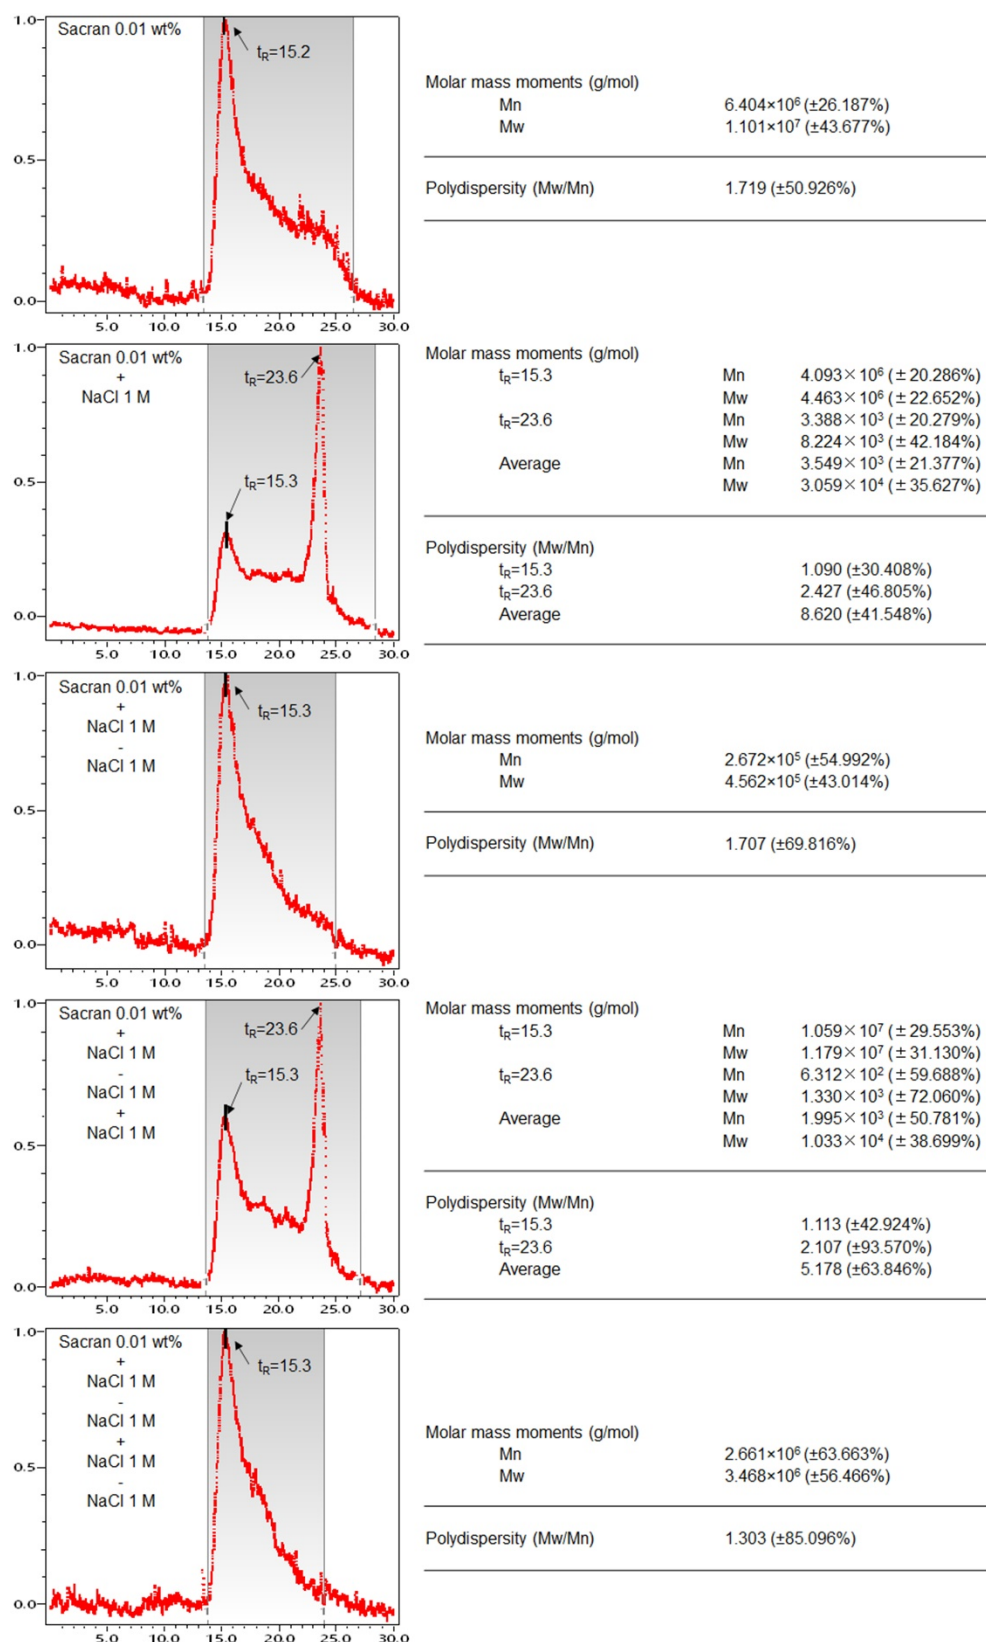 1.0
Sacran 0.01 wt%
tR=15.2
0.5
0.0
5.0 10.0 15.0 20.0 25.0 30.0
Molar mass moments (g/mol)
Mn 6.404×10⁶ (±26.187%)
Mw 1.101×10⁷ (±43.677%)
Polydispersity (Mw/Mn) 1.719 (±50.926%)
1.0
Sacran 0.01 wt%
+
NaCl 1 M
tR=23.6
tR=15.3
0.5
0.0
5.0 10.0 15.0 20.0 25.0 30.0
Molar mass moments (g/mol)
tR=15.3 Mn 4.093×10⁶ (±20.286%)
Mw 4.463×10⁶ (±22.652%)
tR=23.6 Mn 3.388×10³ (±20.279%)
Mw 8.224×10³ (±42.184%)
Average Mn 3.549×10³ (±21.377%)
Mw 3.059×10⁴ (±35.627%)
Polydispersity (Mw/Mn)
tR=15.3 1.090 (±30.408%)
tR=23.6 2.427 (±46.805%)
Average 8.620 (±41.548%)
1.0
Sacran 0.01 wt%
+
NaCl 1 M
-
NaCl 1 M
tR=15.3
0.5
0.0
5.0 10.0 15.0 20.0 25.0 30.0
Molar mass moments (g/mol)
Mn 2.672×10⁵ (±54.992%)
Mw 4.562×10⁵ (±43.014%)
Polydispersity (Mw/Mn) 1.707 (±69.816%)
1.0
Sacran 0.01 wt%
+
NaCl 1 M
-
NaCl 1 M
+
NaCl 1 M
tR=23.6
tR=15.3
0.5
0.0
5.0 10.0 15.0 20.0 25.0 30.0
Molar mass moments (g/mol)
tR=15.3 Mn 1.059×10⁷ (±29.553%)
Mw 1.179×10⁷ (±31.130%)
tR=23.6 Mn 6.312×10² (±59.688%)
Mw 1.330×10³ (±72.060%)
Average Mn 1.995×10³ (±50.781%)
Mw 1.033×10⁴ (±38.699%)
Polydispersity (Mw/Mn)
tR=15.3 1.113 (±42.924%)
tR=23.6 2.107 (±93.570%)
Average 5.178 (±63.846%)
1.0
Sacran 0.01 wt%
+
NaCl 1 M
-
NaCl 1 M
+
NaCl 1 M
-
NaCl 1 M
tR=15.3
0.5
0.0
5.0 10.0 15.0 20.0 25.0 30.0
Molar mass moments (g/mol)
Mn 2.661×10⁶ (±63.663%)
Mw 3.468×10⁶ (±56.466%)
Polydispersity (Mw/Mn) 1.303 (±85.096%)